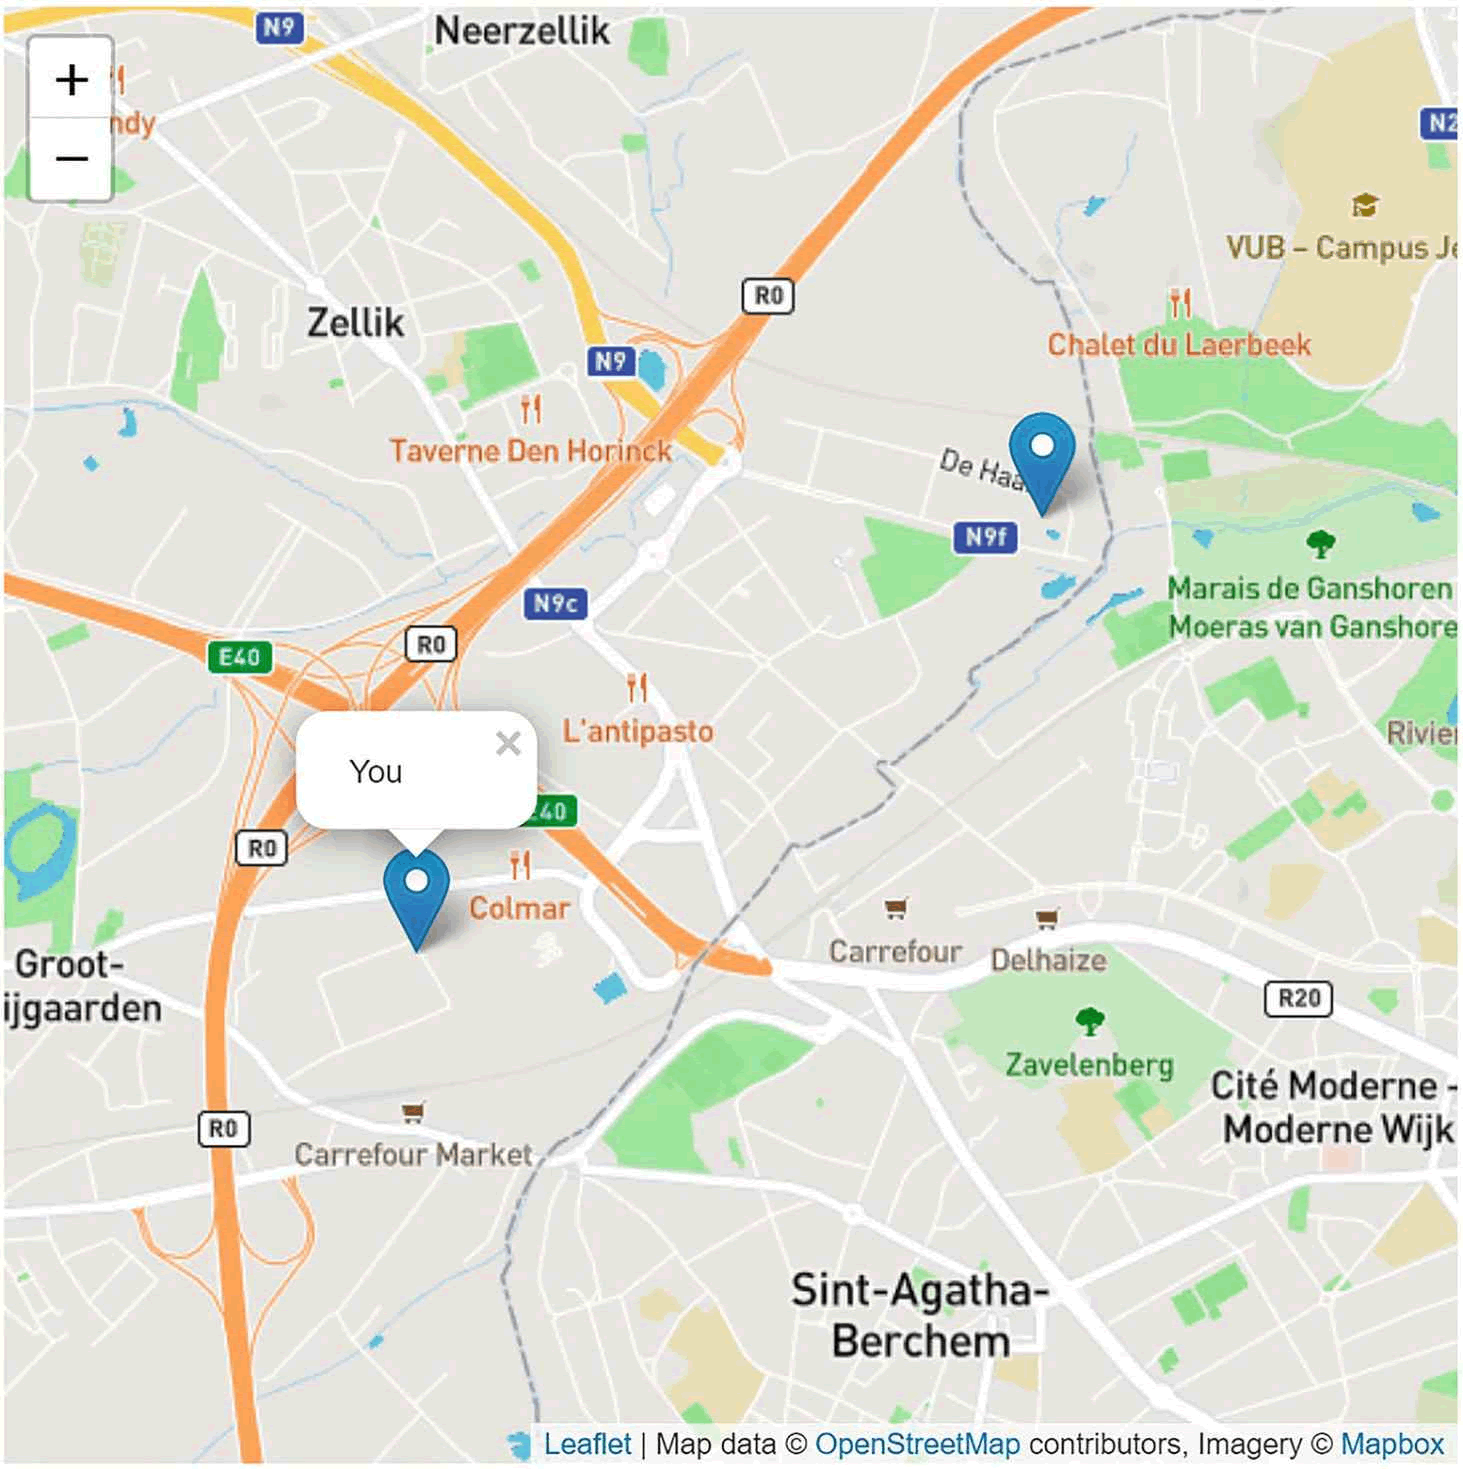 N9
Neerzellik
+
ndy
−
N2
VUB – Campus Je
R0
Zellik
Chalet du Laerbeek
N9
Taverne Den Horinck
De Haa
N9f
Marais de Ganshoren
Moeras van Ganshore
N9c
R0
E40
L'antipasto
Rivie
You
×
E40
R0
Colmar
Carrefour
Delhaize
Groot-
ijgaarden
R20
Zavelenberg
Cité Moderne -
Moderne Wijk
R0
Carrefour Market
Sint-Agatha-
Berchem
Leaflet | Map data © OpenStreetMap contributors, Imagery © Mapbox